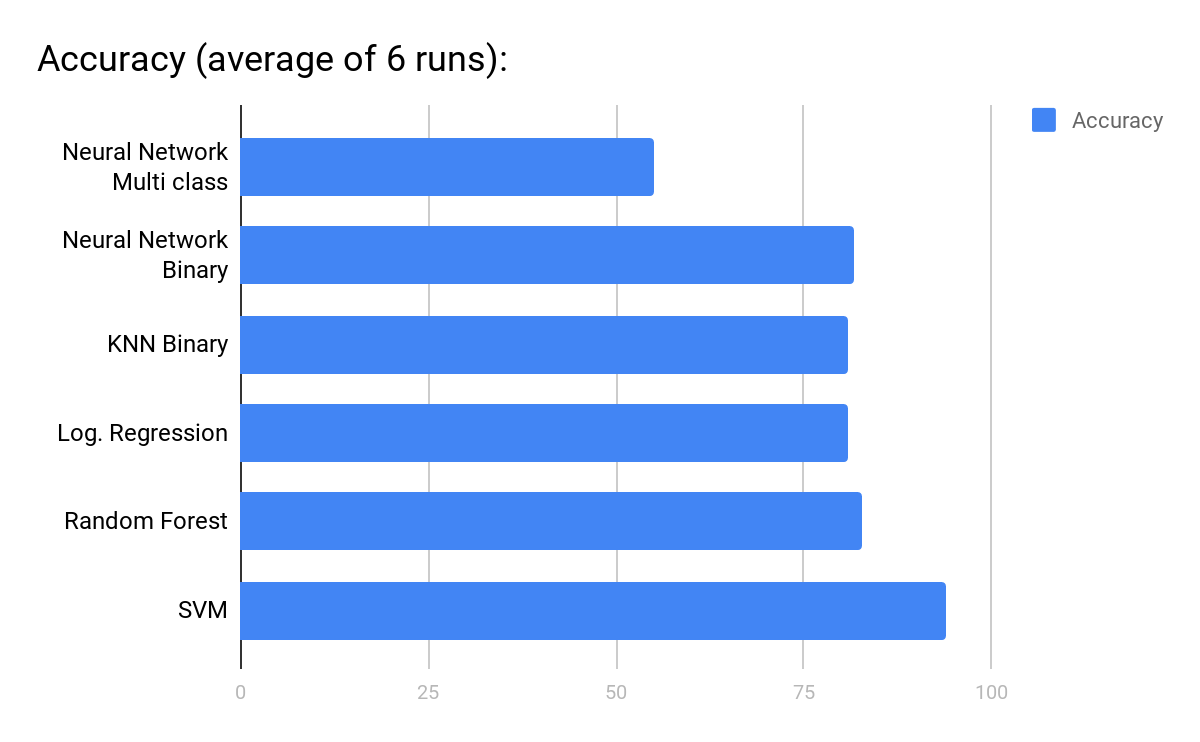 Accuracy (average of 6 runs):
Accuracy
Neural Network
Multi class
Neural Network
Binary
KNN Binary
Log. Regression
Random Forest
SVM
0 25 50 75 100